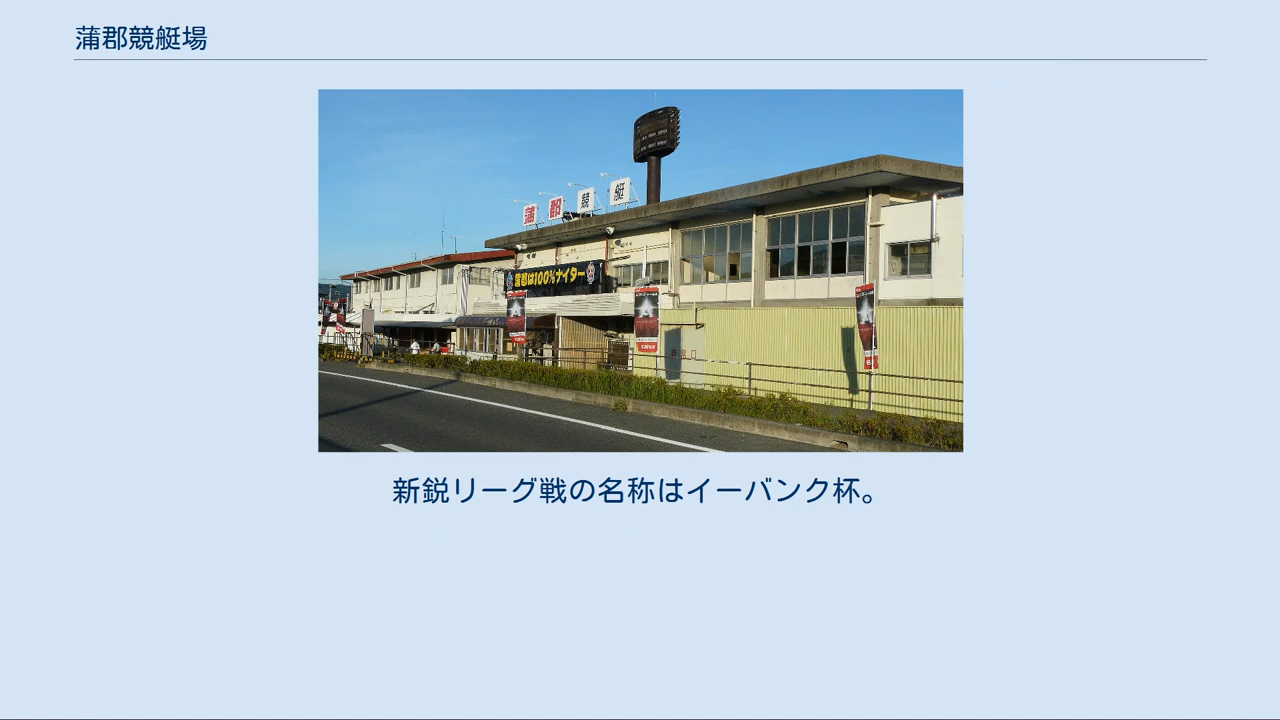 蒲郡競艇場
蒲郡競艇
蒲郡は100%ナイター
新鋭リーグ戦の名称はイーバンク杯。